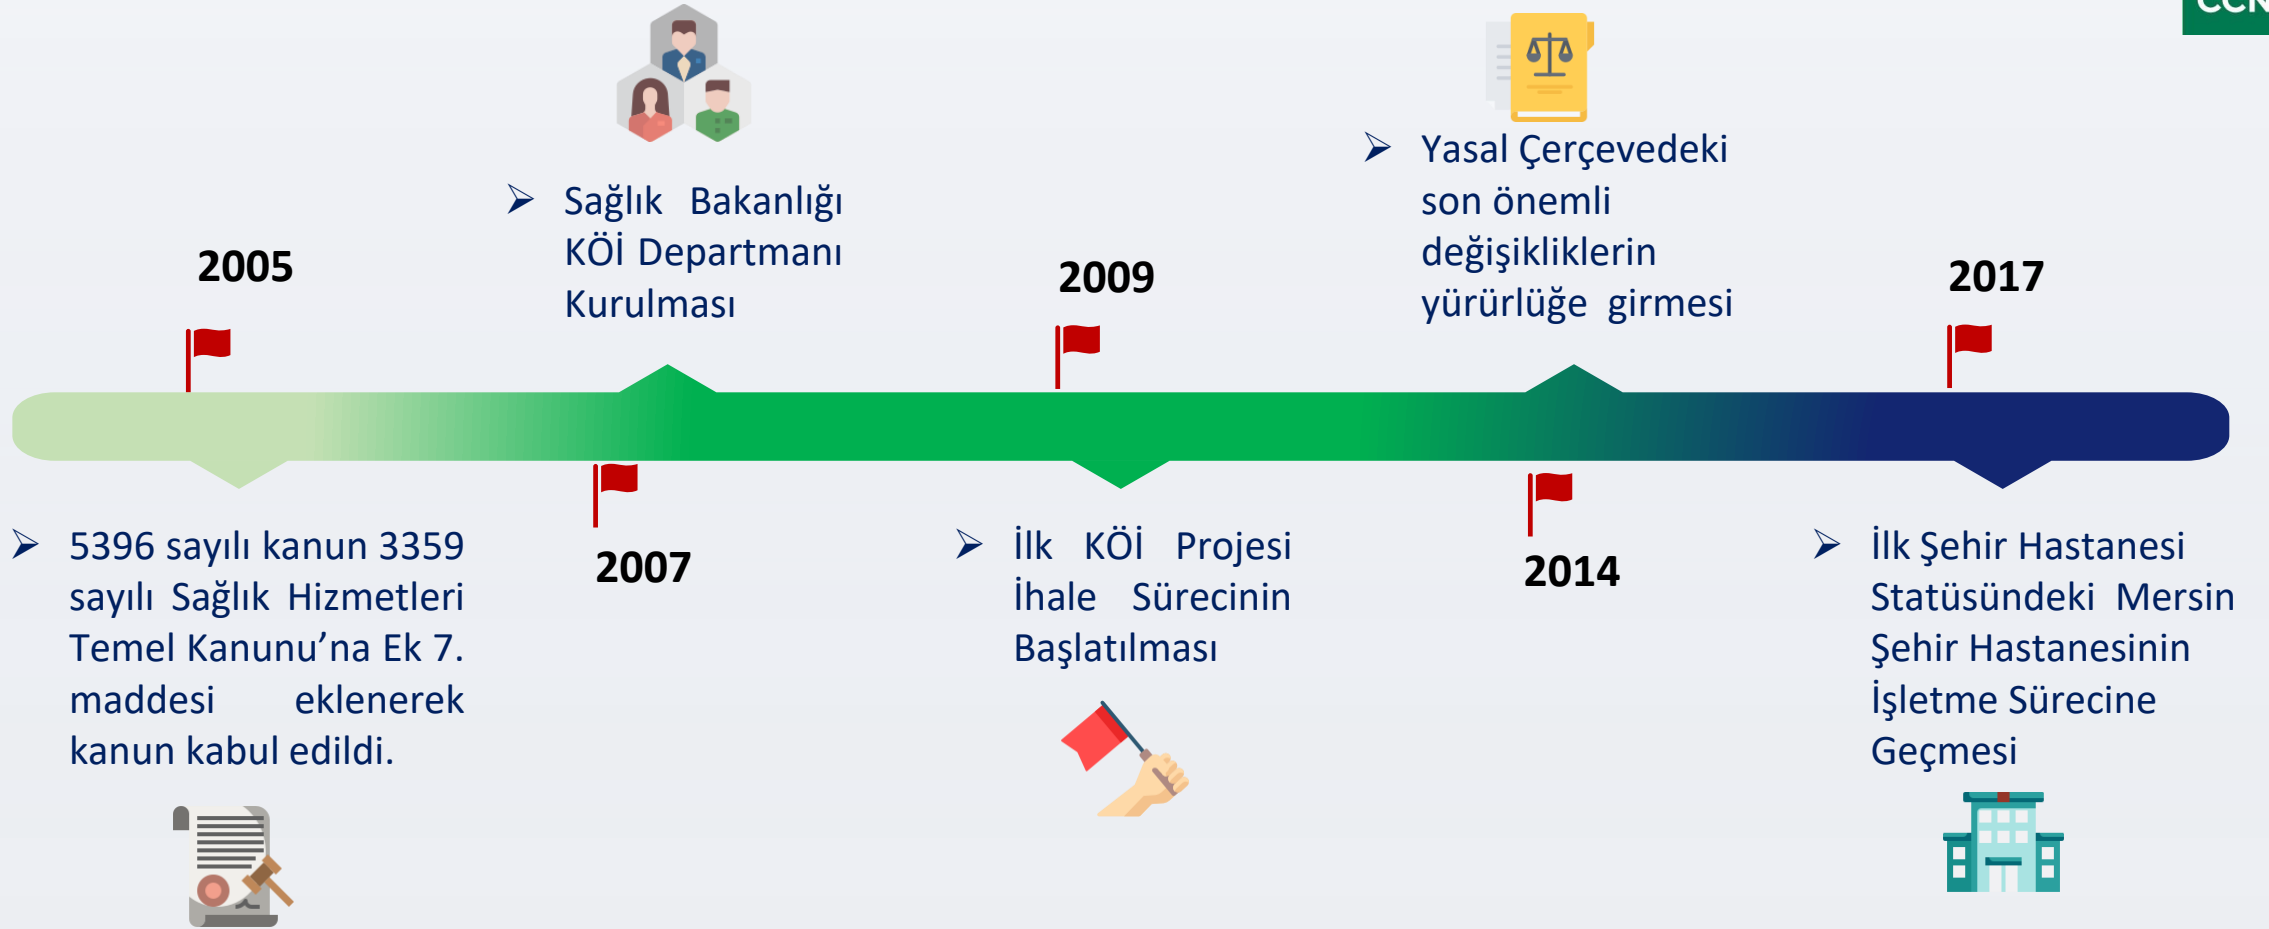 CCN
2005
➢ 5396 sayılı kanun 3359
sayılı Sağlık Hizmetleri
Temel Kanunu’na Ek 7.
maddesi eklenerek
kanun kabul edildi.
➢ Sağlık Bakanlığı
KÖİ Departmanı
Kurulması
2007
2009
➢ İlk KÖİ Projesi
İhale Sürecinin
Başlatılması
➢ Yasal Çerçevedeki
son önemli
değişikliklerin
yürürlüğe girmesi
2014
2017
➢ İlk Şehir Hastanesi
Statüsündeki Mersin
Şehir Hastanesinin
İşletme Sürecine
Geçmesi